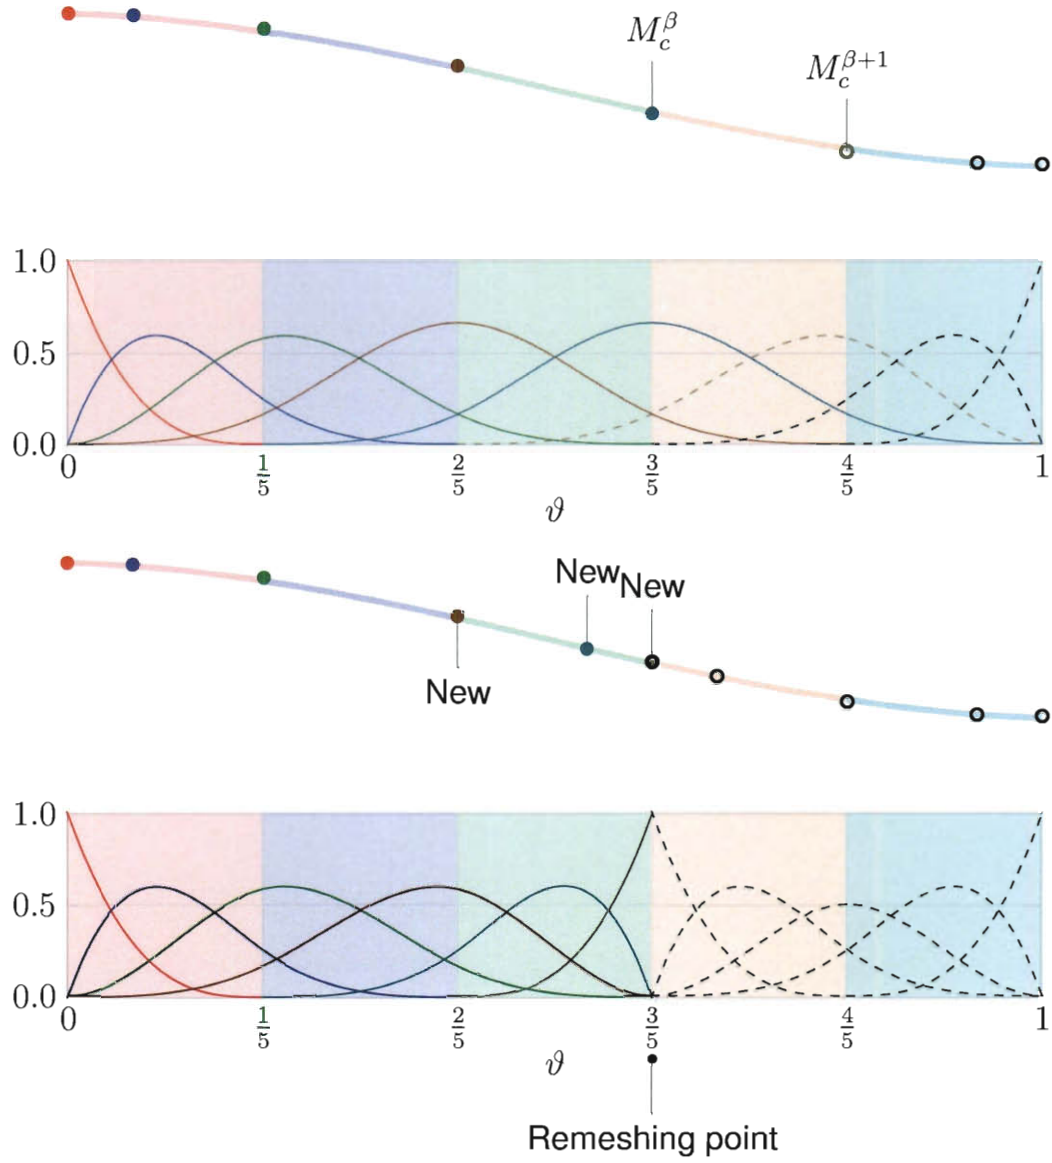 M_c^β
M_c^{β+1}
1.0
0.5
0.0
0 1/5 2/5 3/5 4/5 1
ϑ
New New
New
1.0
0.5
0.0
0 1/5 2/5 3/5 4/5 1
ϑ
Remeshing point